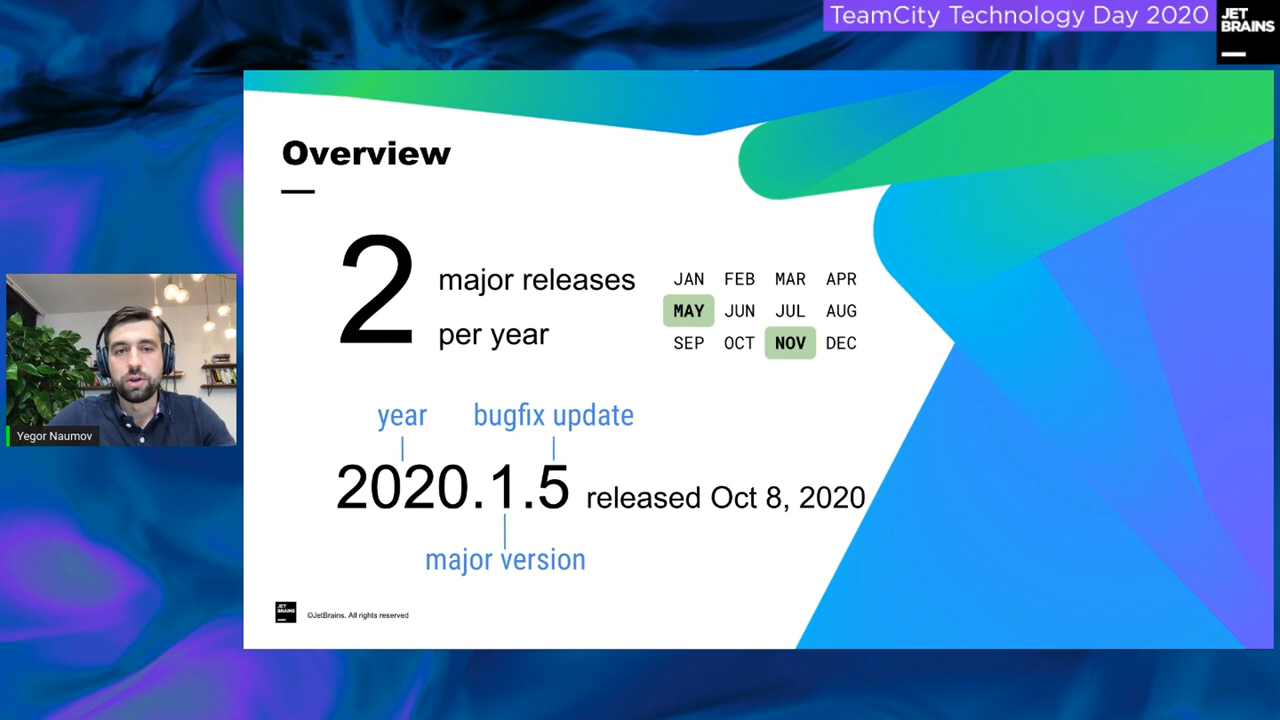 TeamCity Technology Day 2020
JET
BRAINS
Overview
2
major releases
per year
JAN FEB MAR APR
MAY JUN JUL AUG
SEP OCT NOV DEC
Yegor Naumov
year bugfix update
2020.1.5 released Oct 8, 2020
major version
JET
BRAINS
©JetBrains. All rights reserved